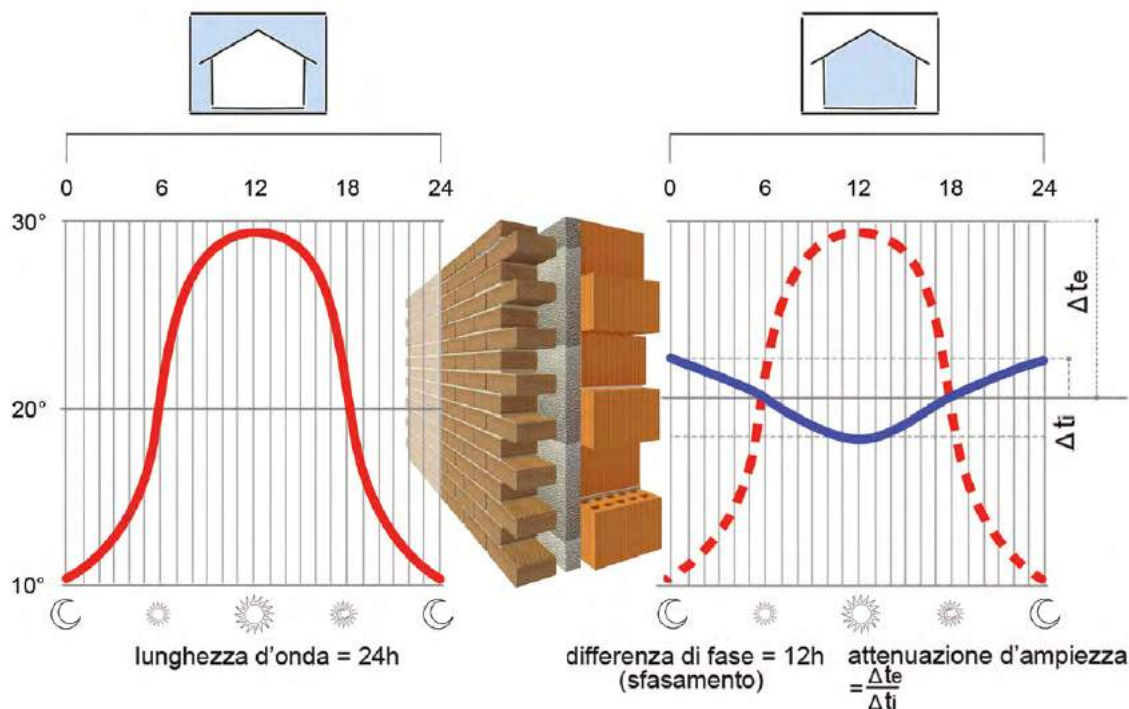 0 6 12 18 24
30°
20°
10°
lunghezza d'onda = 24h
0 6 12 18 24
Δte
Δti
differenza di fase = 12h
(sfasamento)
attenuazione d'ampiezza
= Δte
Δti